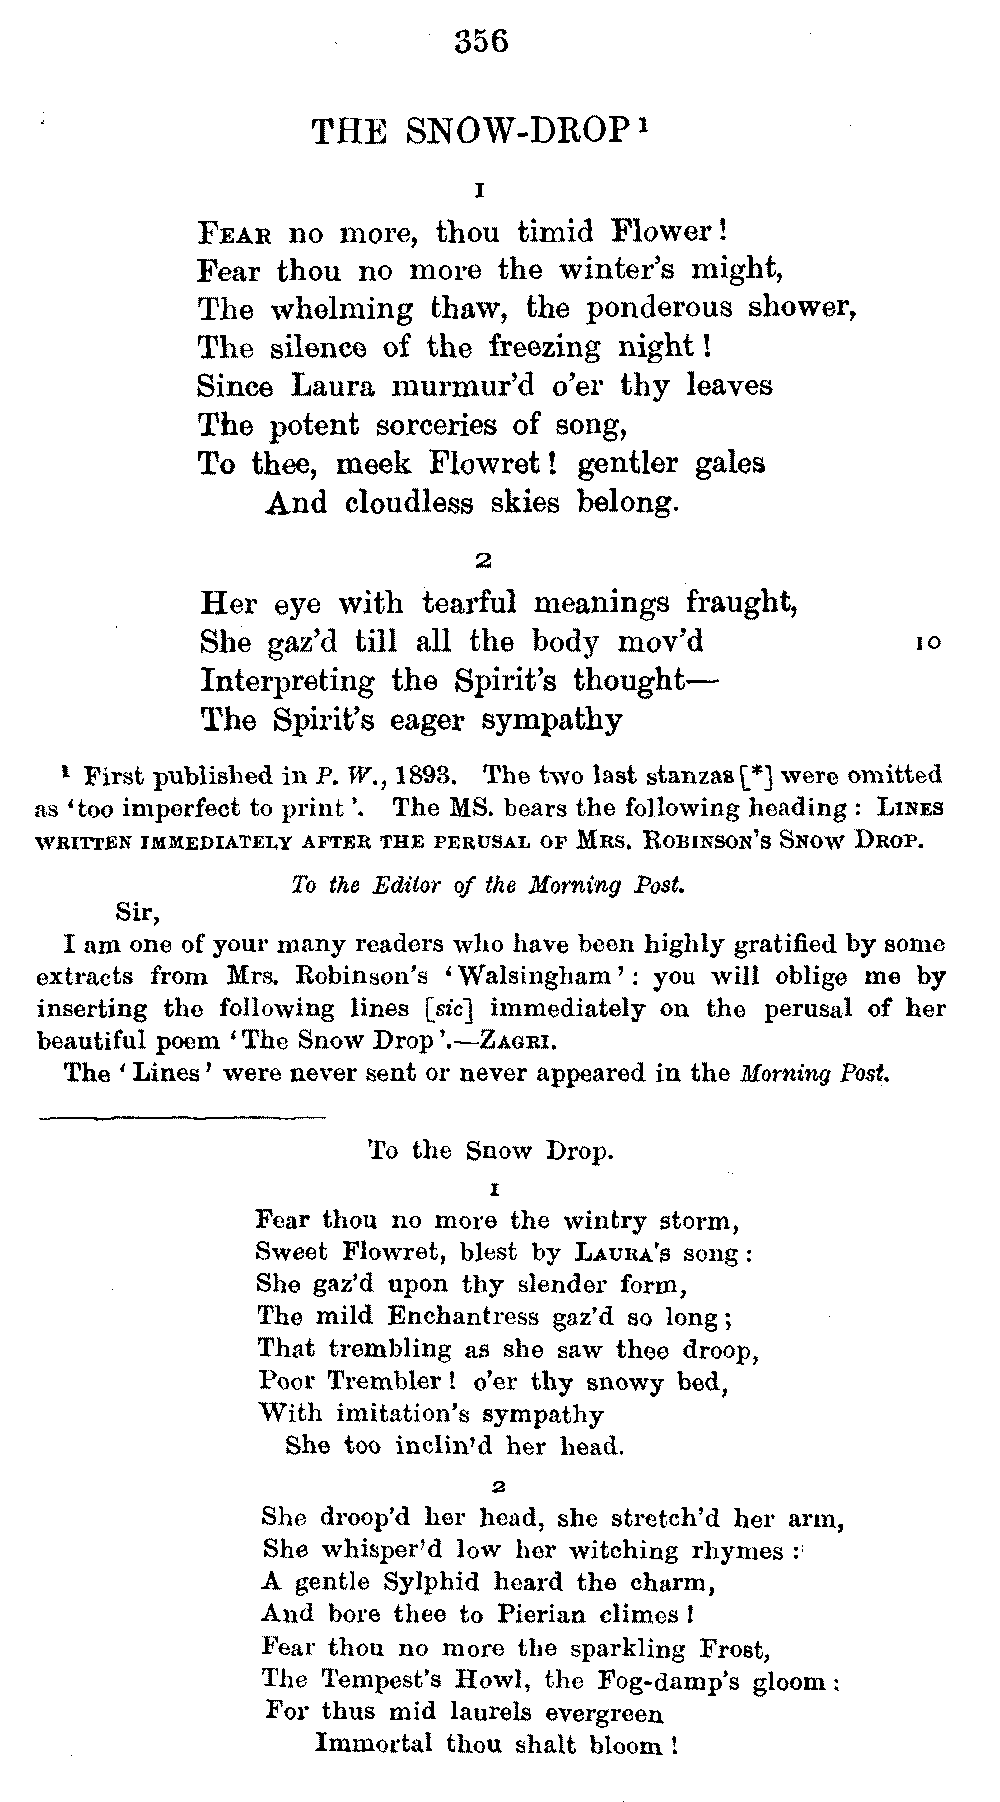 356
THE SNOW-DROP¹
1
FEAR no more, thou timid Flower!
Fear thou no more the winter's might,
The whelming thaw, the ponderous shower,
The silence of the freezing night!
Since Laura murmur'd o'er thy leaves
The potent sorceries of song,
To thee, meek Flowret! gentler gales
And cloudless skies belong.
2
Her eye with tearful meanings fraught,
She gaz'd till all the body mov'd 10
Interpreting the Spirit's thought—
The Spirit's eager sympathy
¹ First published in P. W., 1893. The two last stanzas [*] were omitted
as 'too imperfect to print'. The MS. bears the following heading: LINES
WRITTEN IMMEDIATELY AFTER THE PERUSAL OF MRS. ROBINSON'S SNOW DROP.
To the Editor of the Morning Post.
Sir,
I am one of your many readers who have been highly gratified by some
extracts from Mrs. Robinson's 'Walsingham': you will oblige me by
inserting the following lines [sic] immediately on the perusal of her
beautiful poem 'The Snow Drop'.—ZAGRI.
The 'Lines' were never sent or never appeared in the Morning Post.
To the Snow Drop.
1
Fear thou no more the wintry storm,
Sweet Flowret, blest by LAURA's song:
She gaz'd upon thy slender form,
The mild Enchantress gaz'd so long;
That trembling as she saw thee droop,
Poor Trembler! o'er thy snowy bed,
With imitation's sympathy
She too inclin'd her head.
2
She droop'd her head, she stretch'd her arm,
She whisper'd low her witching rhymes:
A gentle Sylphid heard the charm,
And bore thee to Pierian climes!
Fear thou no more the sparkling Frost,
The Tempest's Howl, the Fog-damp's gloom:
For thus mid laurels evergreen
Immortal thou shalt bloom!